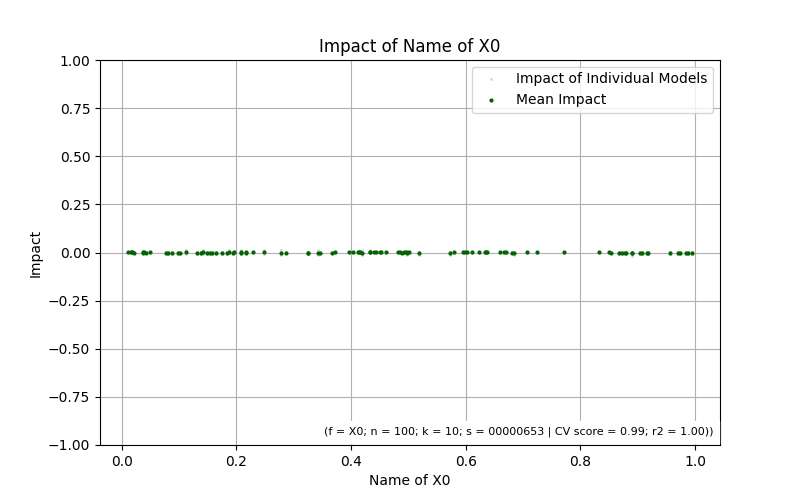 Impact of Name of X0
Impact of Individual Models
Mean Impact
1.00
0.75
0.50
0.25
0.00
−0.25
−0.50
−0.75
−1.00
Impact
(f = X0; n = 100; k = 10; s = 00000653 | CV score = 0.99; r2 = 1.00))
0.0 0.2 0.4 0.6 0.8 1.0
Name of X0